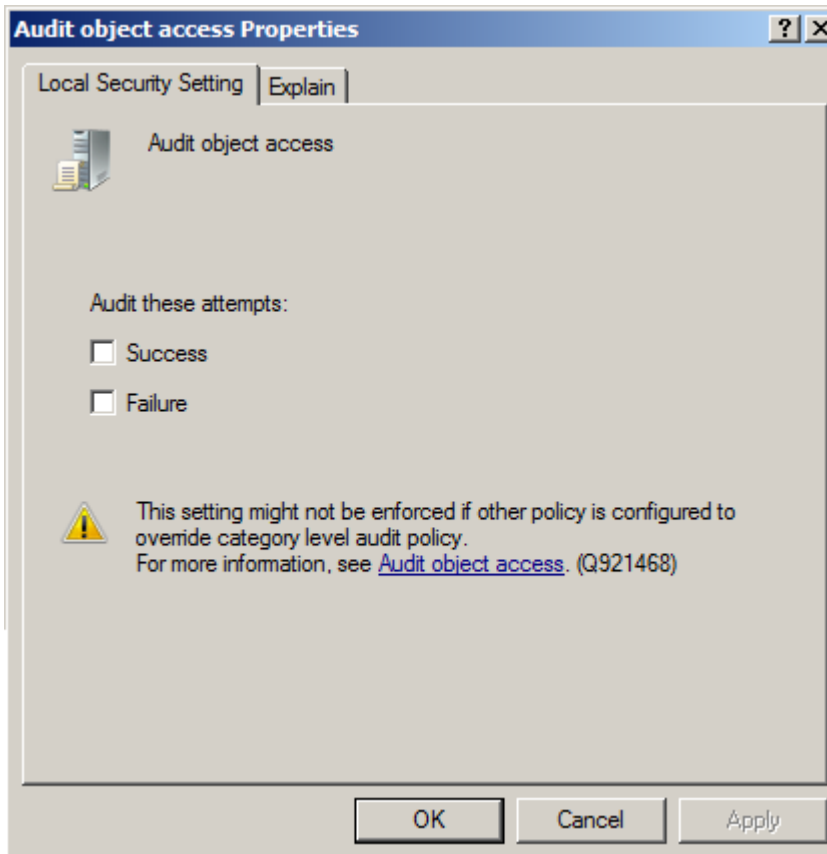 Audit object access Properties
Local Security Setting
Explain
Audit object access
Audit these attempts:
Success
Failure
This setting might not be enforced if other policy is configured to
override category level audit policy.
For more information, see Audit object access. (Q921468)
OK
Cancel
Apply